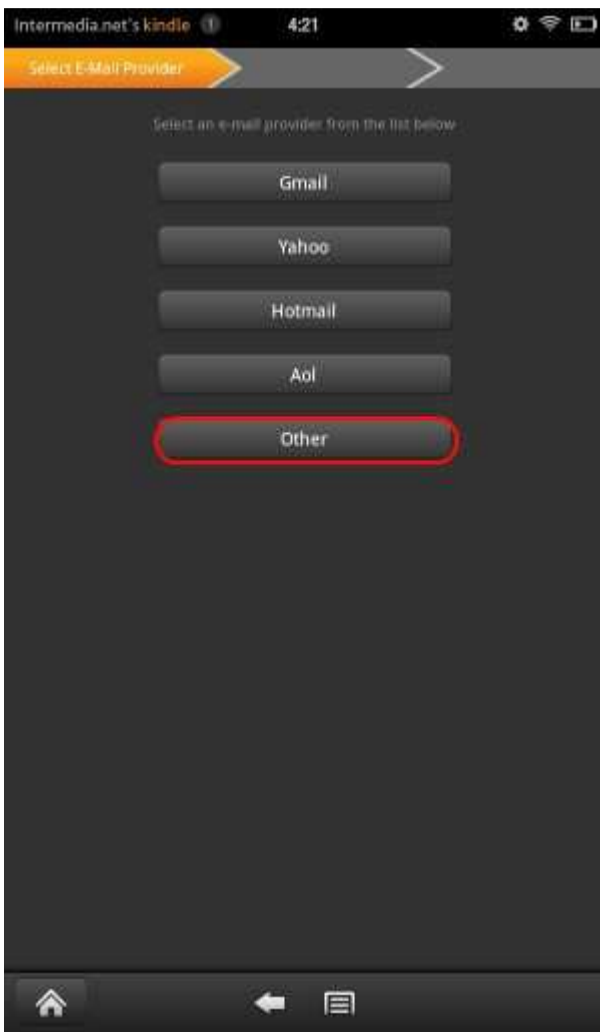 Intermedia.net's kindle 1 4:21
Select E-Mail Provider
Select an e-mail provider from the list below
Gmail
Yahoo
Hotmail
Aol
Other